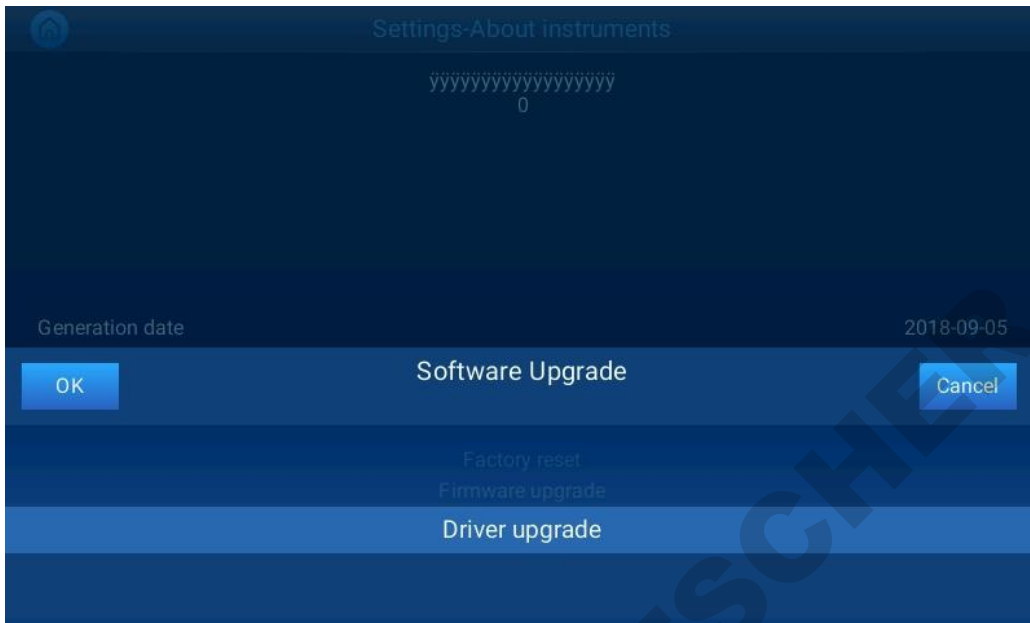 Settings-About instruments
ÿÿÿÿÿÿÿÿÿÿÿÿÿÿÿÿÿÿ
0
Generation date 2018-09-05
OK Software Upgrade Cancel
Factory reset
Firmware upgrade
Driver upgrade